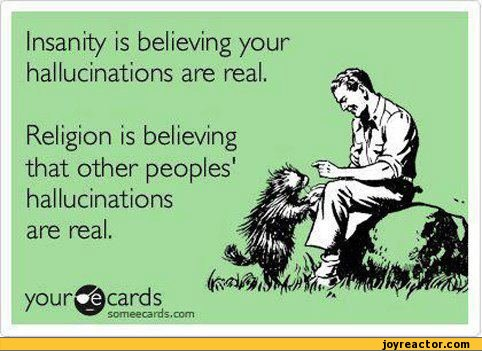 Insanity is believing your
hallucinations are real.
Religion is believing
that other peoples'
hallucinations
are real.
your e cards
someecards.com
joyreactor.com